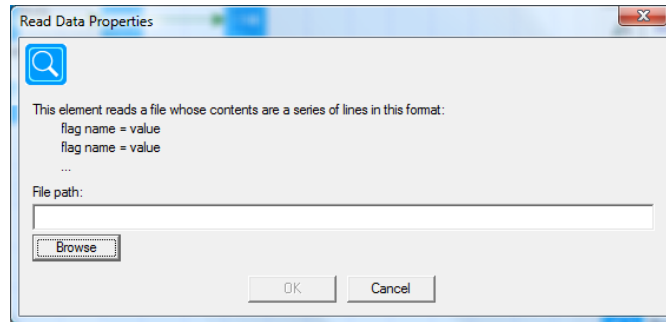 Read Data Properties
This element reads a file whose contents are a series of lines in this format:
flag name = value
flag name = value
...
File path:
Browse
OK
Cancel